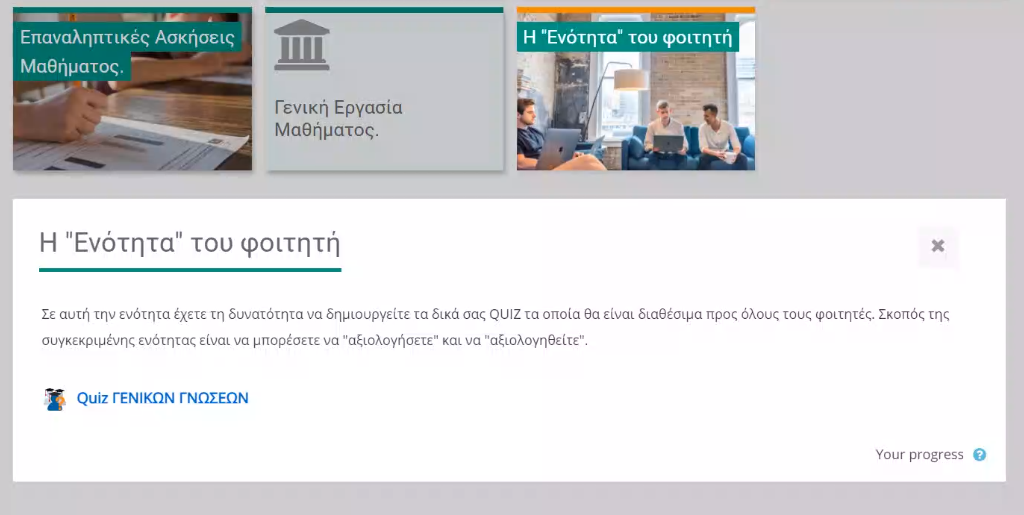 Επαναληπτικές Ασκήσεις
Μαθήματος.
Γενική Εργασία
Μαθήματος.
Η "Ενότητα" του φοιτητή
Η "Ενότητα" του φοιτητή
Σε αυτή την ενότητα έχετε τη δυνατότητα να δημιουργείτε τα δικά σας QUIZ τα οποία θα είναι διαθέσιμα προς όλους τους φοιτητές. Σκοπός της
συγκεκριμένης ενότητας είναι να μπορέσετε να "αξιολογήσετε" και να "αξιολογηθείτε".
Quiz ΓΕΝΙΚΩΝ ΓΝΩΣΕΩΝ
Your progress